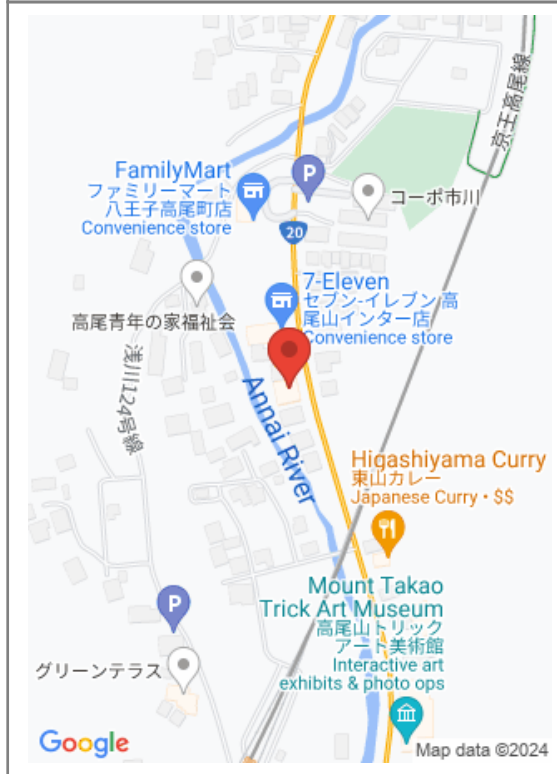 京王高尾線
FamilyMart
ファミリーマート
八王子高尾町店
Convenience store
P
コーポ市川
20
7-Eleven
セブン-イレブン 高
尾山インター店
Convenience store
高尾青年の家福祉会
浅川124号線
Annai River
Higashiyama Curry
東山カレー
Japanese Curry • $$
Mount Takao
Trick Art Museum
高尾山トリック
アート美術館
Interactive art
exhibits & photo ops
P
グリーンテラス
Google
Map data ©2024